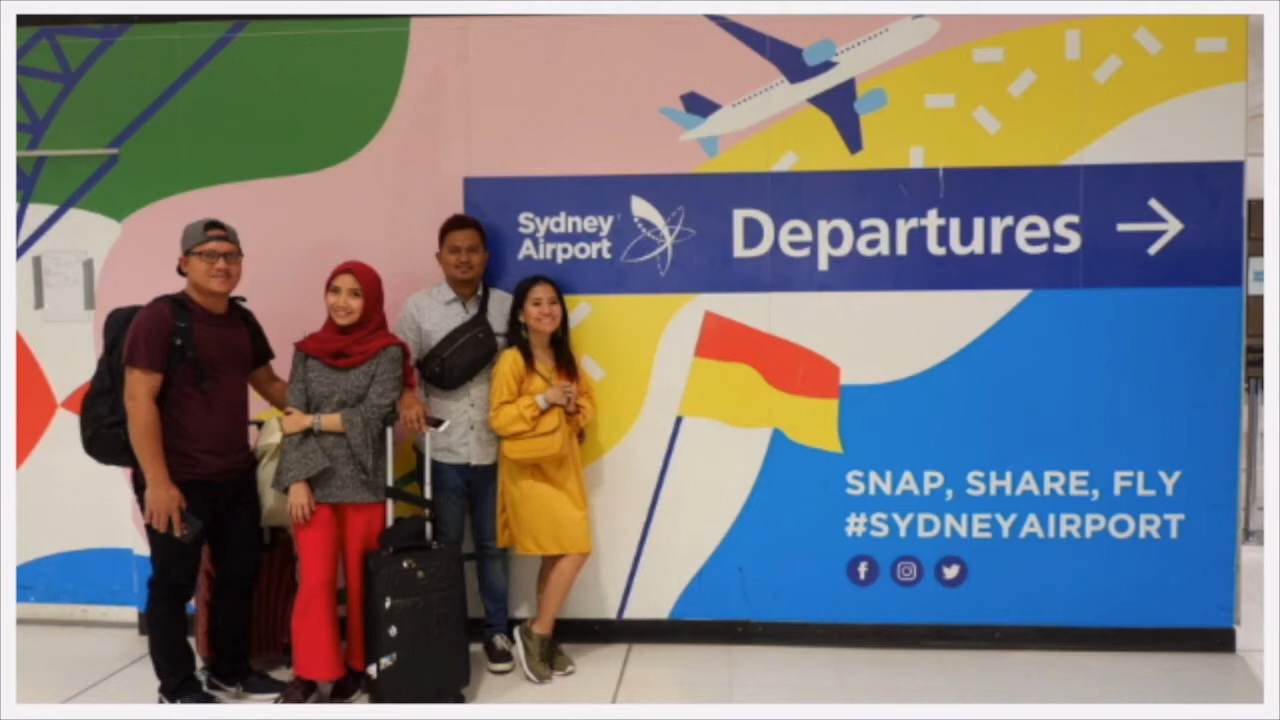 Sydney
Airport
Departures
SNAP, SHARE, FLY
#SYDNEYAIRPORT